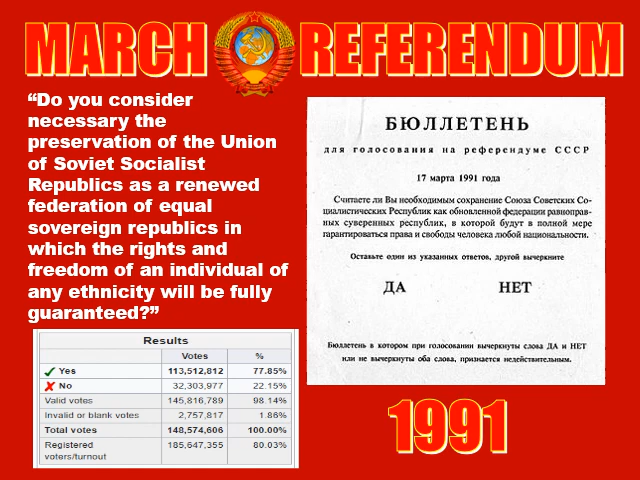 MARCH REFERENDUM
“Do you consider
necessary the
preservation of the Union
of Soviet Socialist
Republics as a renewed
federation of equal
sovereign republics in
which the rights and
freedom of an individual of
any ethnicity will be fully
guaranteed?”
БЮЛЛЕТЕНЬ
для голосования на референдуме СССР
17 марта 1991 года
Считаете ли Вы необходимым сохранение Союза Советских Со-
циалистических Республик как обновленной федерации равноправ-
ных суверенных республик, в которой будут в полной мере
гарантироваться права и свободы человека любой национальности.
Оставьте один из указанных ответов, другой вычеркните
ДА НЕТ
Бюллетень в котором при голосовании вычеркнуты слова ДА и НЕТ
или не вычеркнуты оба слова, признается недействительным.
Results
Votes %
Yes 113,512,812 77.85%
No 32,303,977 22.15%
Valid votes 145,816,789 98.14%
Invalid or blank votes 2,757,817 1.86%
Total votes 148,574,606 100.00%
Registered
voters/turnout 185,647,355 80.03%
1991